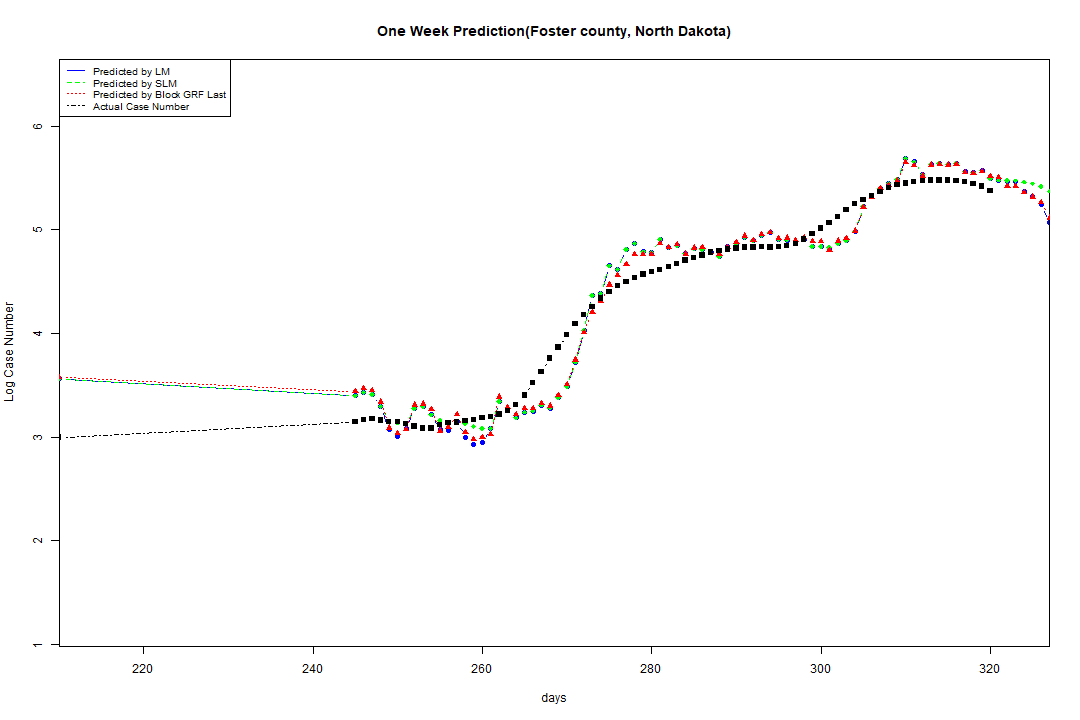 One Week Prediction(Foster county, North Dakota)
Predicted by LM
Predicted by SLM
Predicted by Block GRF Last
Actual Case Number
6
5
4
3
2
1
Log Case Number
220 240 260 280 300 320
days